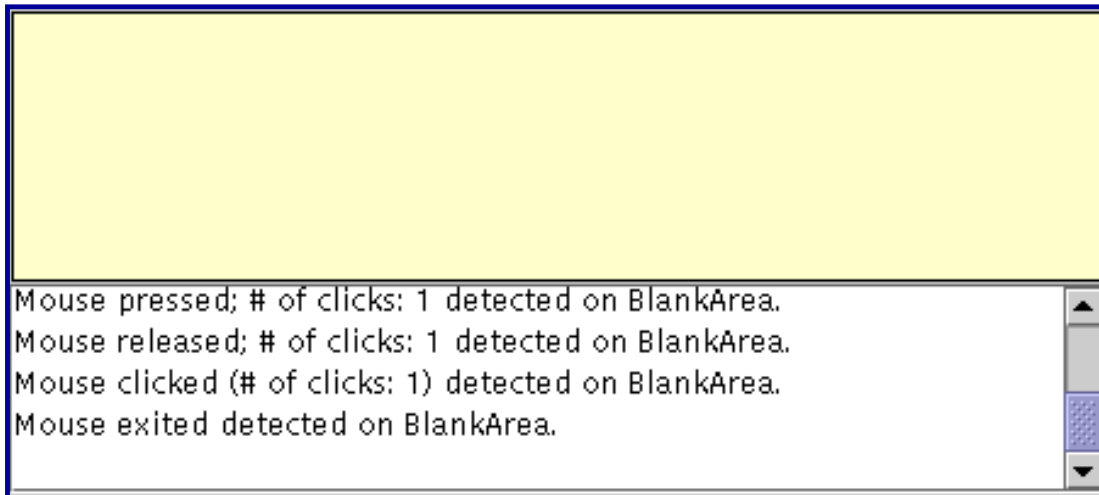 Mouse pressed; # of clicks: 1 detected on BlankArea.
Mouse released; # of clicks: 1 detected on BlankArea.
Mouse clicked (# of clicks: 1) detected on BlankArea.
Mouse exited detected on BlankArea.